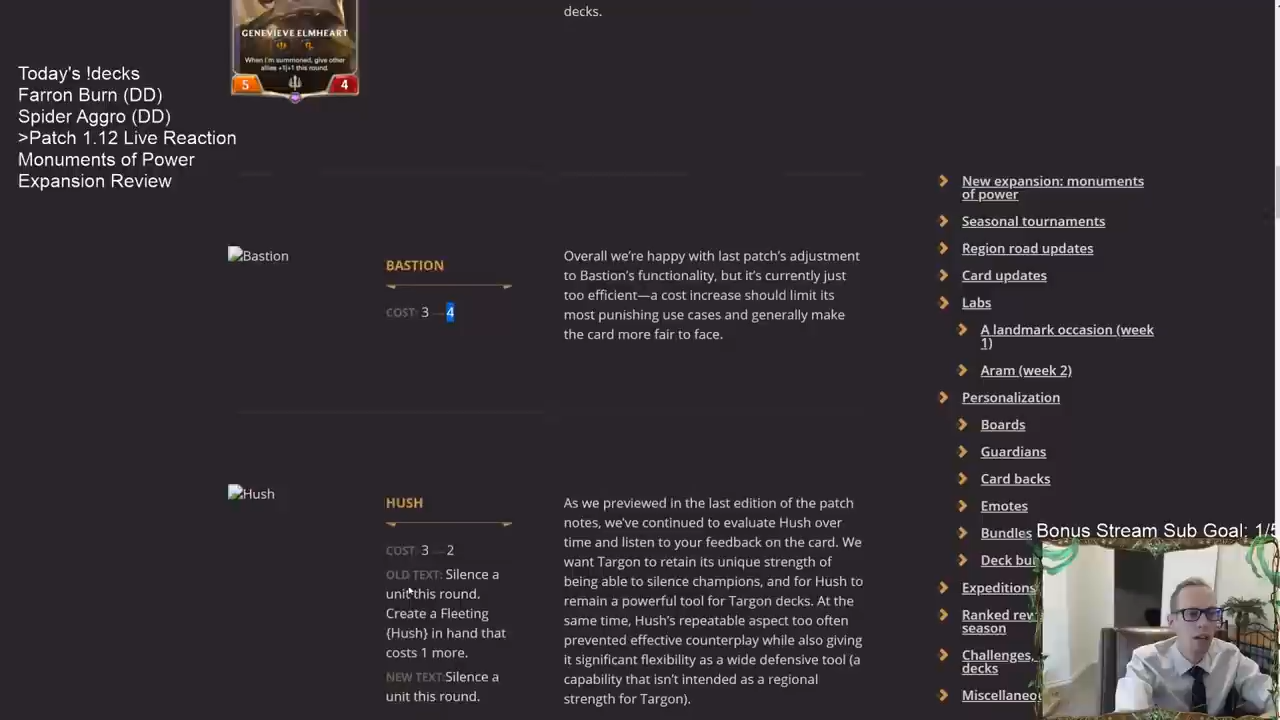 decks.
GENEVIEVE ELMHEART
When I'm summoned, give other
allies +1|+1 this round.
5
4
Today's !decks
Farron Burn (DD)
Spider Aggro (DD)
>Patch 1.12 Live Reaction
Monuments of Power
Expansion Review
Bastion
BASTION
COST: 3 → 4
Overall we're happy with last patch's adjustment
to Bastion's functionality, but it's currently just
too efficient—a cost increase should limit its
most punishing use cases and generally make
the card more fair to face.
Hush
HUSH
COST: 3 → 2
OLD TEXT: Silence a
unit this round.
Create a Fleeting
{Hush} in hand that
costs 1 more.
NEW TEXT: Silence a
unit this round.
As we previewed in the last edition of the patch
notes, we've continued to evaluate Hush over
time and listen to your feedback on the card. We
want Targon to retain its unique strength of
being able to silence champions, and for Hush to
remain a powerful tool for Targon decks. At the
same time, Hush's repeatable aspect too often
prevented effective counterplay while also giving
it significant flexibility as a wide defensive tool (a
capability that isn't intended as a regional
strength for Targon).
New expansion: monuments
of power
Seasonal tournaments
Region road updates
Card updates
Labs
A landmark occasion (week
1)
Aram (week 2)
Personalization
Boards
Guardians
Card backs
Emotes
Bundles
Deck bu
Expeditions
Ranked rew
season
Challenges,
decks
Miscellaneo
Bonus Stream Sub Goal: 1/5